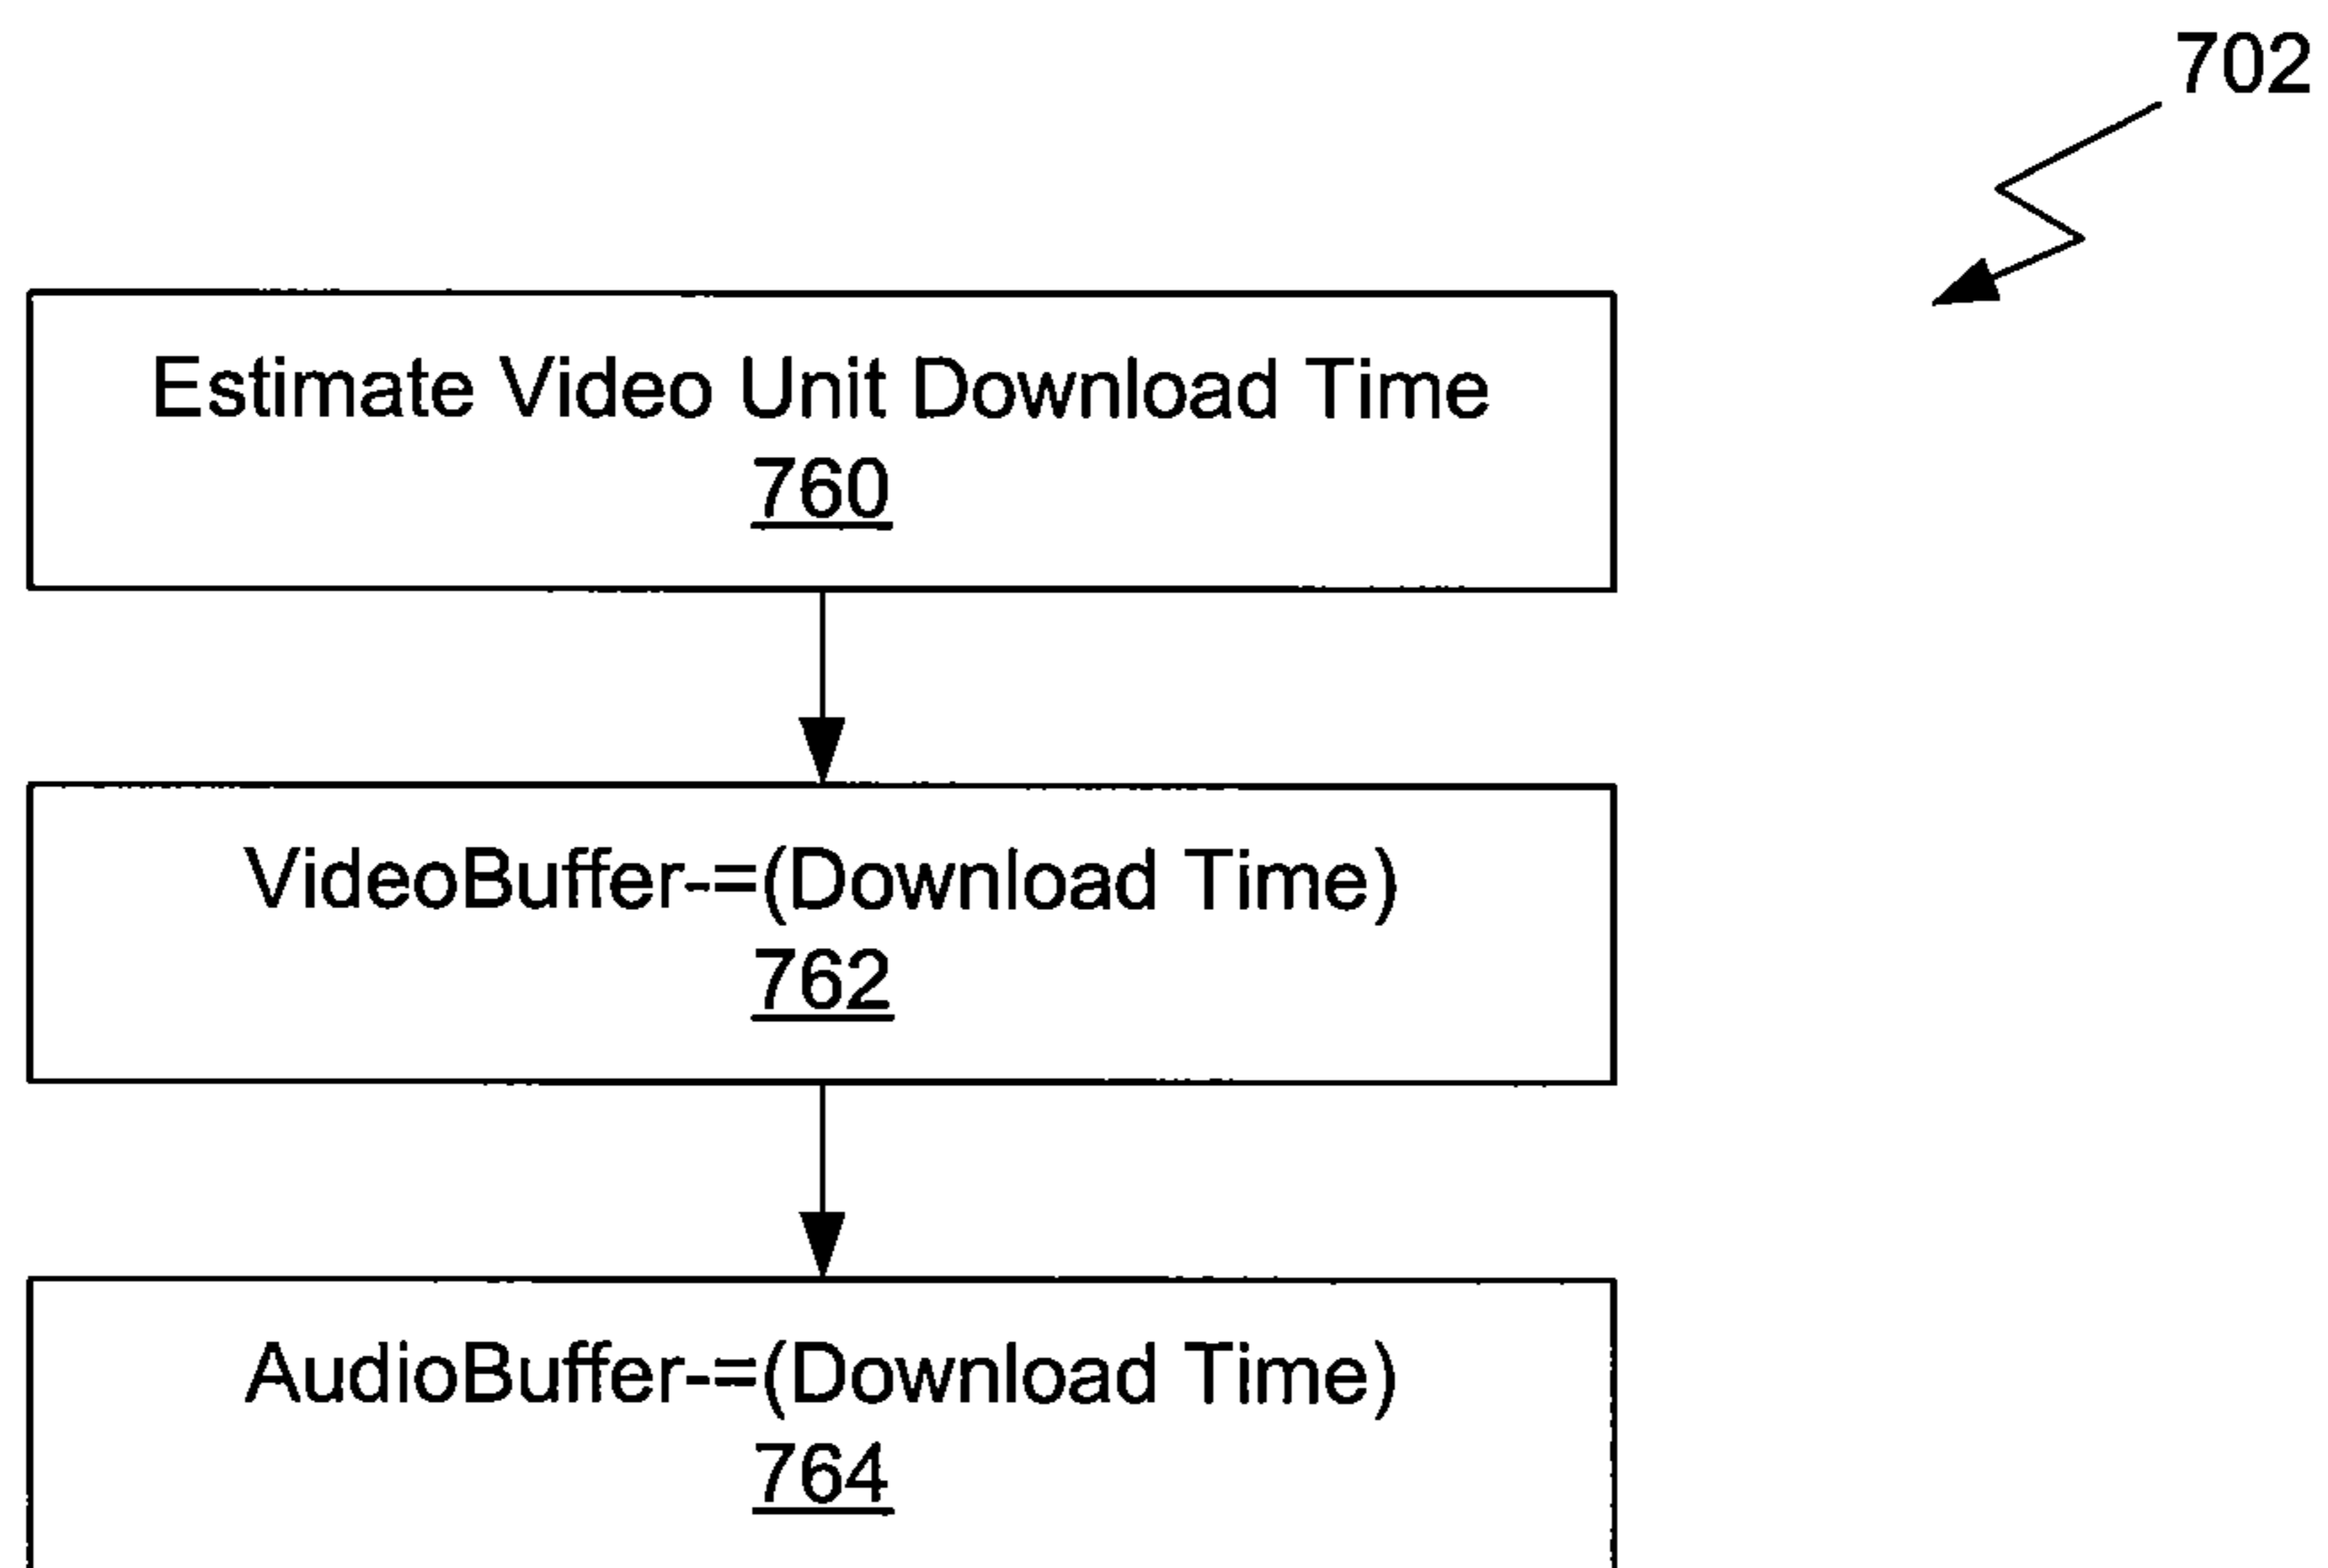 702
Estimate Video Unit Download Time
760
VideoBuffer-=(Download Time)
762
AudioBuffer-=(Download Time)
764